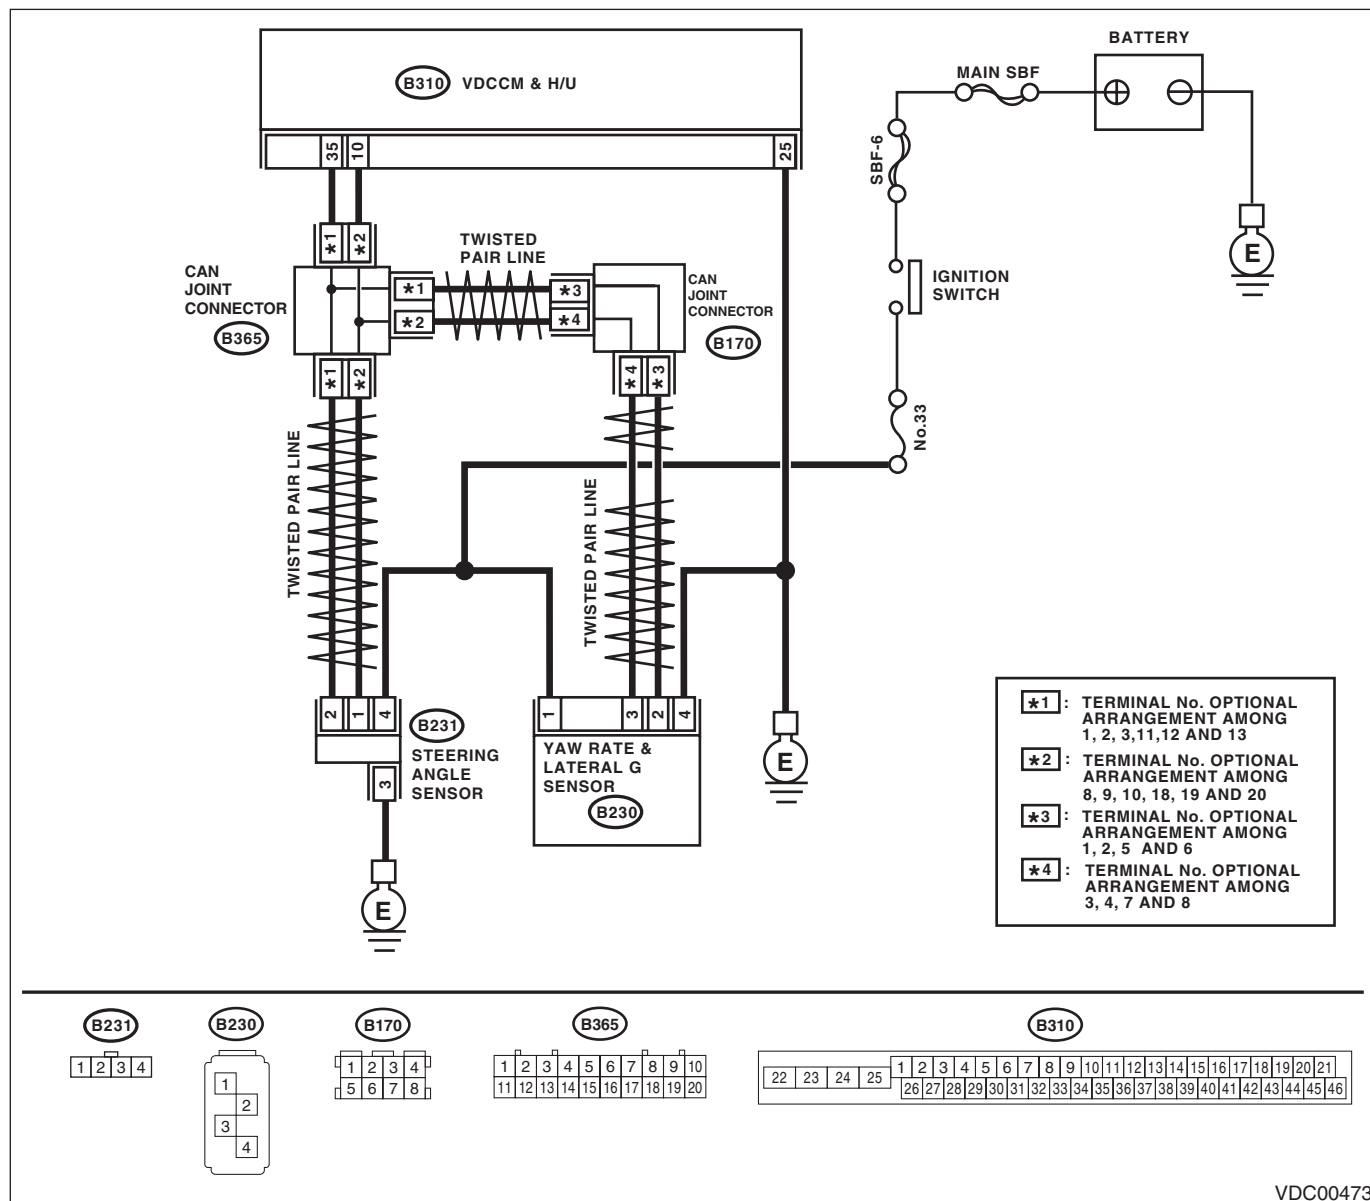 BATTERY
MAIN SBF
B310 VDCCM & H/U
35 10 25
SBF-6
E
IGNITION
SWITCH
*1 *2
TWISTED
PAIR LINE
CAN
JOINT
CONNECTOR
B365
*1 *3
*2 *4
CAN
JOINT
CONNECTOR
B170
*1 *2
*4 *3
No.33
TWISTED PAIR LINE
TWISTED PAIR LINE
2 1 4
B231
STEERING
ANGLE
SENSOR
3
E
1 3 2 4
YAW RATE &
LATERAL G
SENSOR
B230
E
*1 : TERMINAL No. OPTIONAL
ARRANGEMENT AMONG
1, 2, 3,11,12 AND 13
*2 : TERMINAL No. OPTIONAL
ARRANGEMENT AMONG
8, 9, 10, 18, 19 AND 20
*3 : TERMINAL No. OPTIONAL
ARRANGEMENT AMONG
1, 2, 5 AND 6
*4 : TERMINAL No. OPTIONAL
ARRANGEMENT AMONG
3, 4, 7 AND 8
B231
1 2 3 4
B230
1
2
3
4
B170
1 2 3 4
5 6 7 8
B365
1 2 3 4 5 6 7 8 9 10
11 12 13 14 15 16 17 18 19 20
B310
22 23 24 25
1 2 3 4 5 6 7 8 9 10 11 12 13 14 15 16 17 18 19 20 21
26 27 28 29 30 31 32 33 34 35 36 37 38 39 40 41 42 43 44 45 46
VDC00473